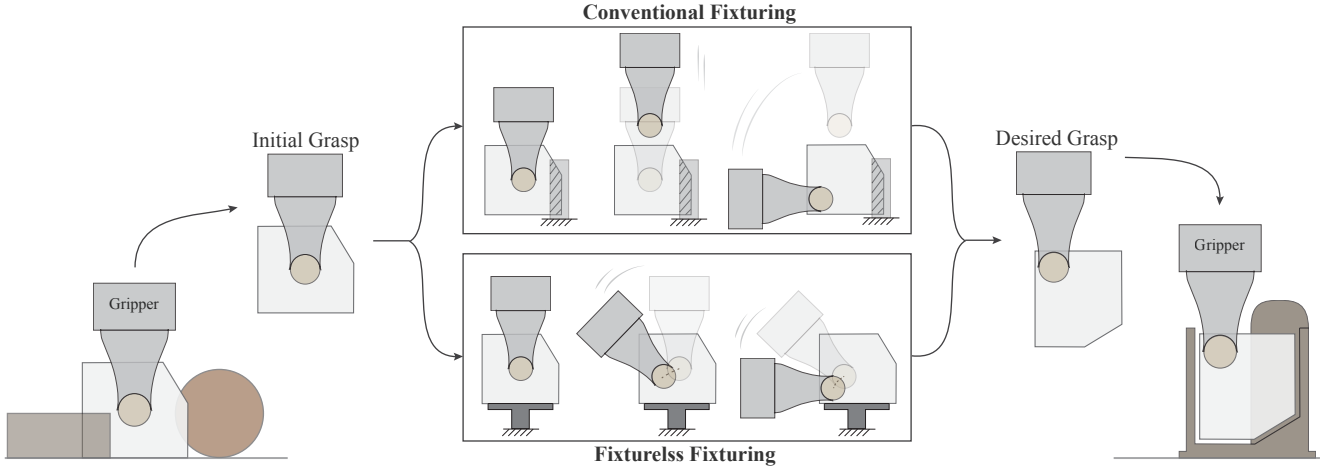 Conventional Fixturing
Initial Grasp
Desired Grasp
Gripper
Gripper
Fixturelss Fixturing